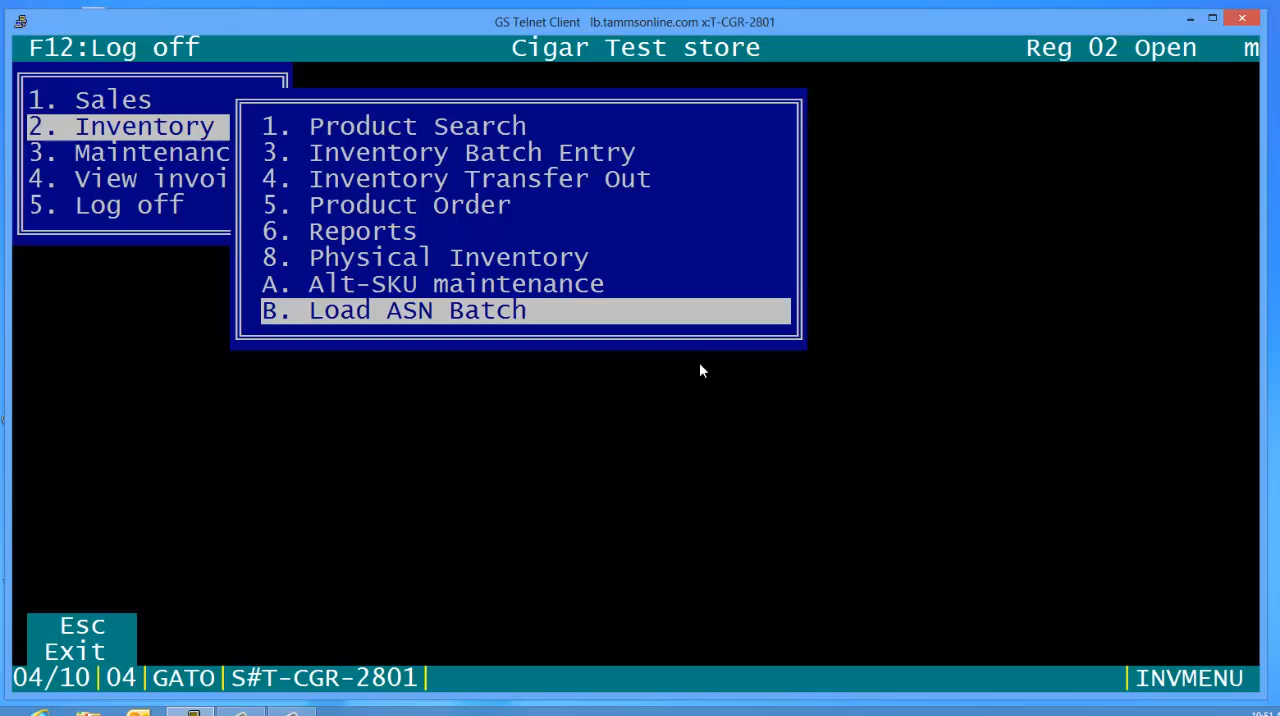 GS Telnet Client lb.tammsonline.com x:T-CGR-2801
F12:Log off Cigar Test store Reg 02 Open m
1. Sales
2. Inventory
3. Maintenanc
4. View invoi
5. Log off
1. Product Search
3. Inventory Batch Entry
4. Inventory Transfer Out
5. Product Order
6. Reports
8. Physical Inventory
A. Alt-SKU maintenance
B. Load ASN Batch
Esc
Exit
04/10|04|GATO|S#T-CGR-2801| |INVMENU